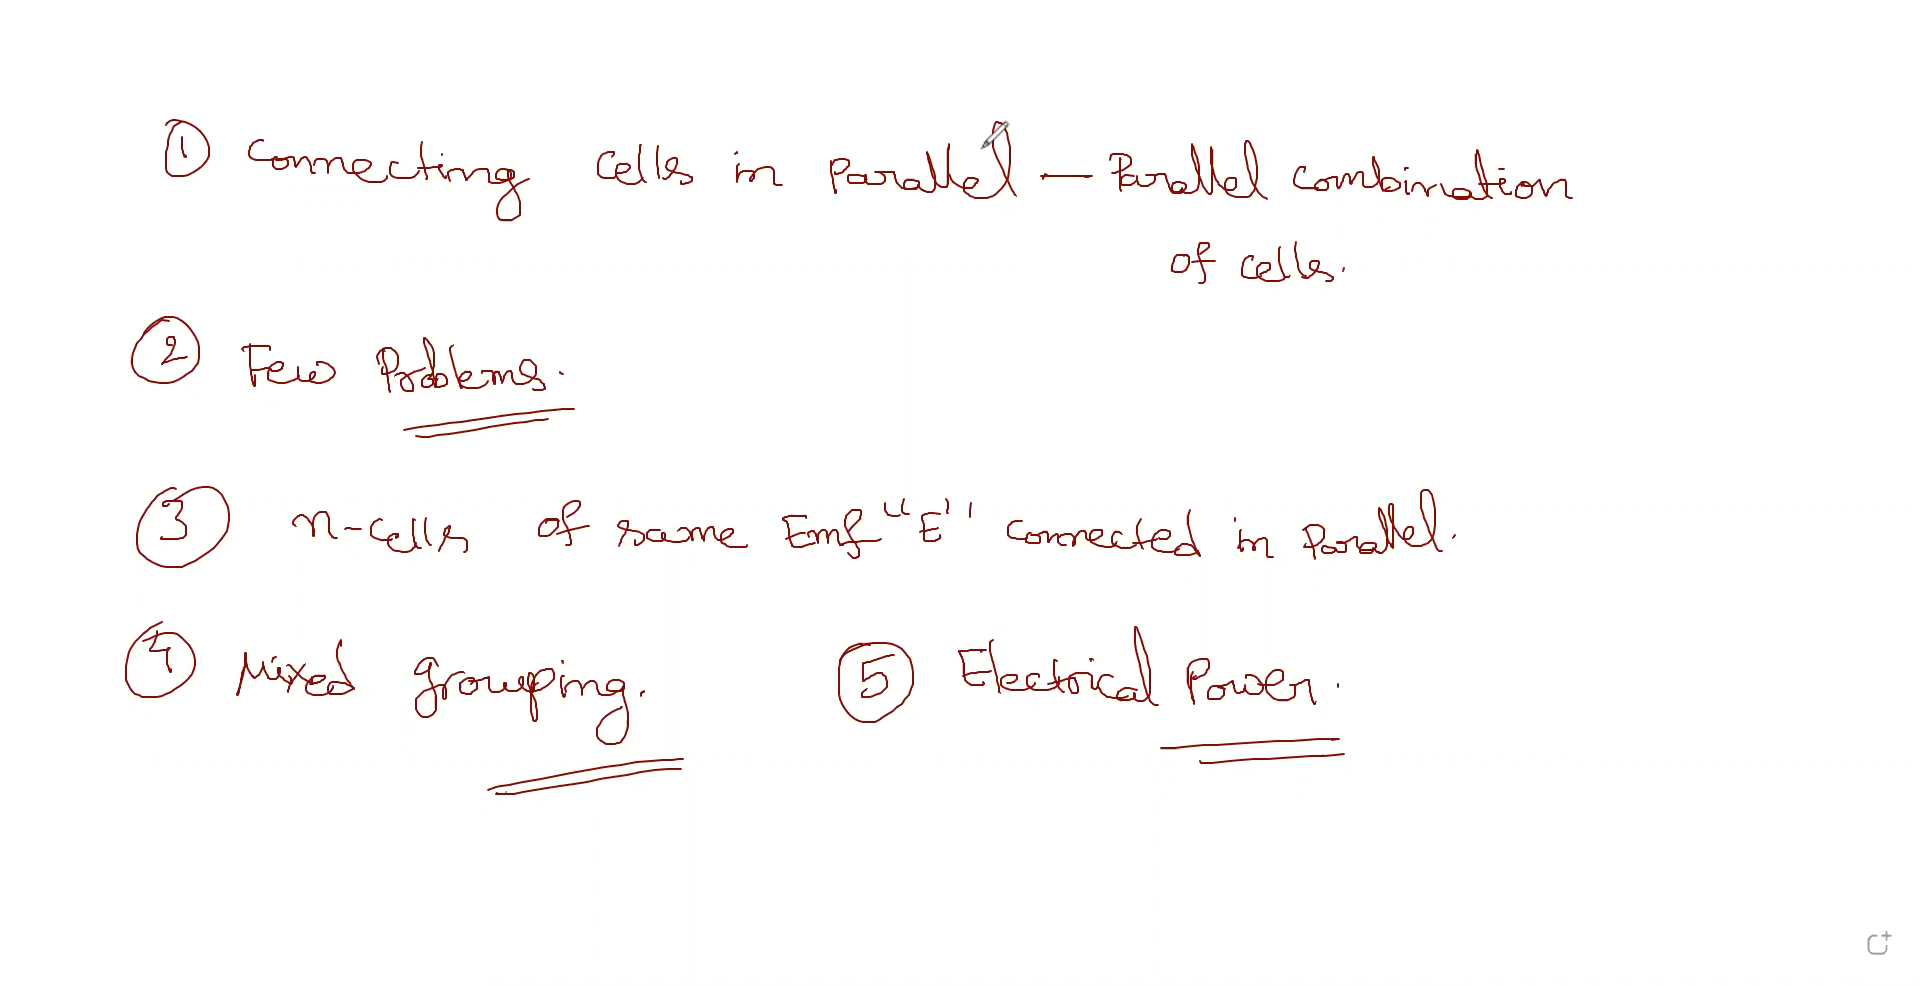 ① Connecting cells in parallel — Parallel combination
of cells.
② Few Problems.
③ n-cells of same Emf "E" connected in Parallel.
④ Mixed grouping. ⑤ Electrical Power.